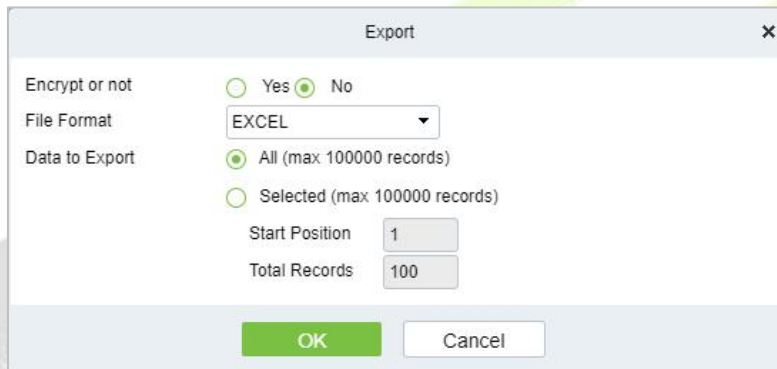 Export
Encrypt or not Yes No
File Format EXCEL
Data to Export All (max 100000 records)
Selected (max 100000 records)
Start Position 1
Total Records 100
OK Cancel